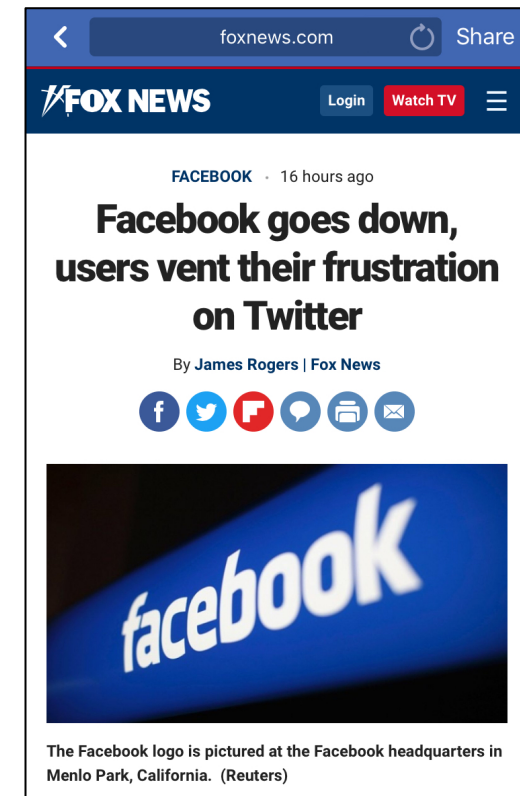 foxnews.com Share
FOX NEWS Login Watch TV
FACEBOOK · 16 hours ago
Facebook goes down,
users vent their frustration
on Twitter
By James Rogers | Fox News
f
facebook
The Facebook logo is pictured at the Facebook headquarters in
Menlo Park, California. (Reuters)